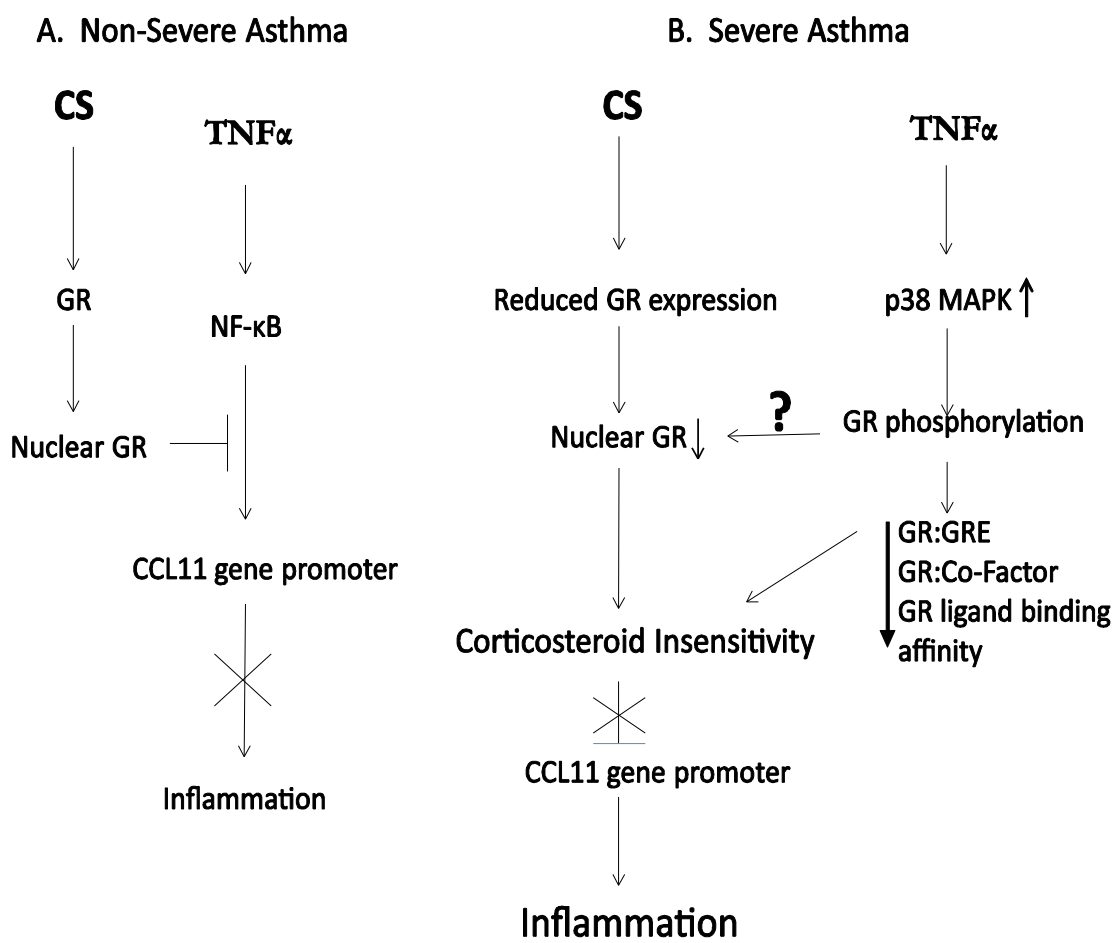 A.  Non-Severe Asthma
CS
TNFα
GR
NF-κB
Nuclear GR
CCL11 gene promoter
Inflammation
B.  Severe Asthma
CS
TNFα
Reduced GR expression
p38 MAPK
?
Nuclear GR
GR phosphorylation
GR:GRE
GR:Co-Factor
GR ligand binding
affinity
Corticosteroid Insensitivity
CCL11 gene promoter
Inflammation